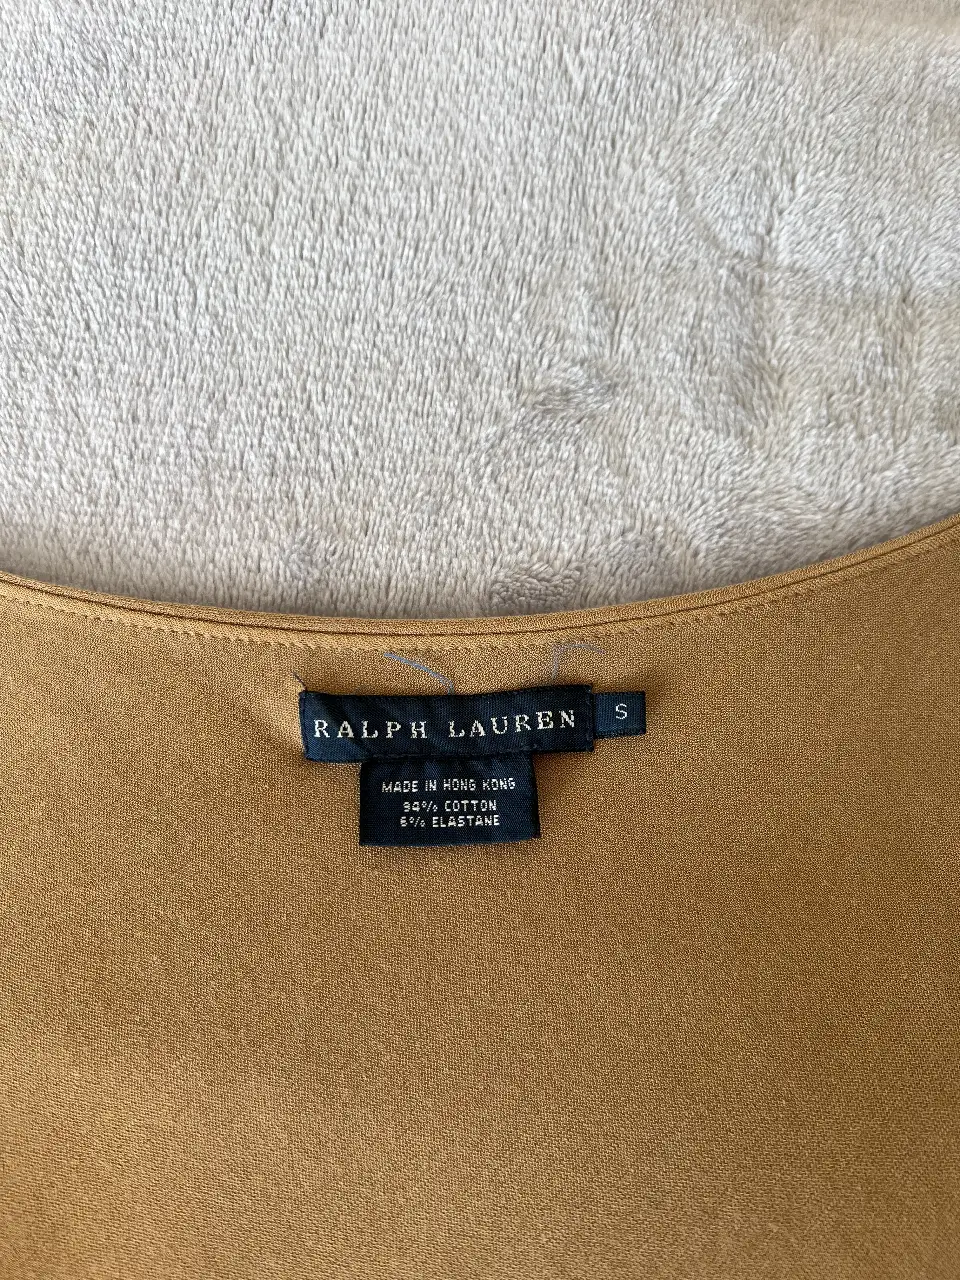 RALPH LAUREN
S
MADE IN HONG KONG
94% COTTON
6% ELASTANE